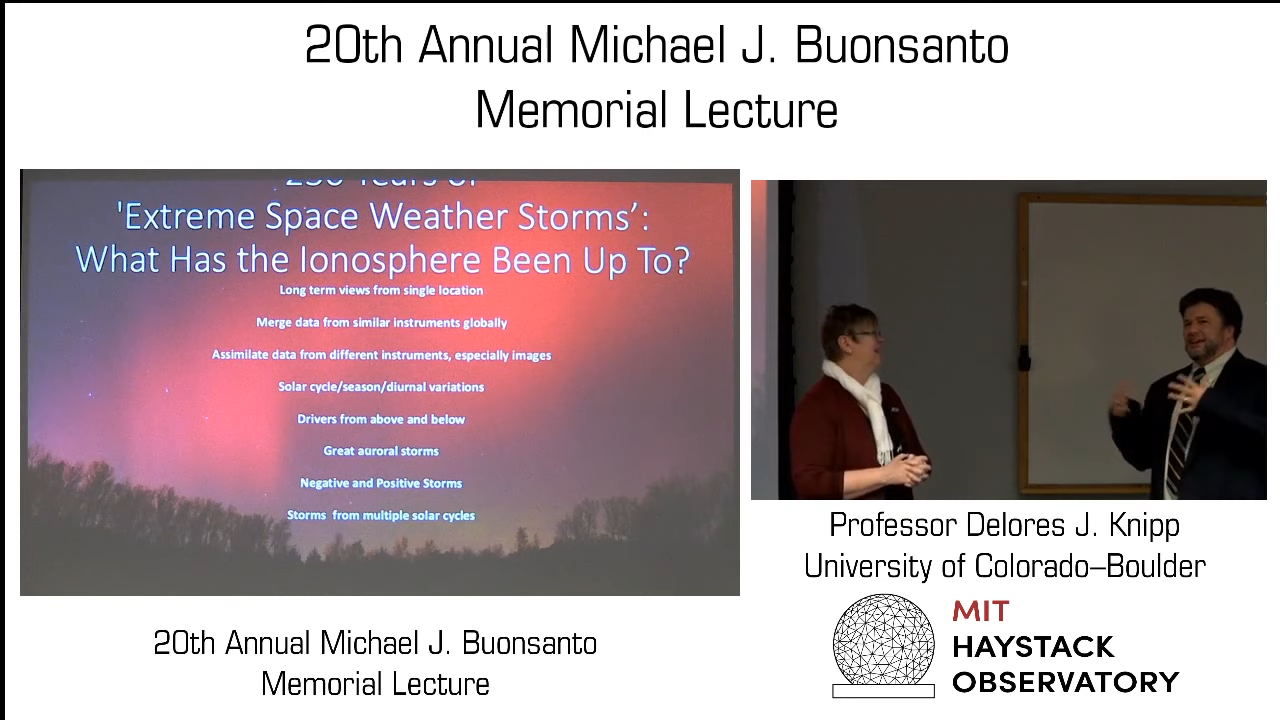 20th Annual Michael J. Buonsanto
Memorial Lecture
250 Years of
'Extreme Space Weather Storms’:
What Has the Ionosphere Been Up To?
Long term views from single location
Merge data from similar instruments globally
Assimilate data from different instruments, especially images
Solar cycle/season/diurnal variations
Drivers from above and below
Great auroral storms
Negative and Positive Storms
Storms from multiple solar cycles
20th Annual Michael J. Buonsanto
Memorial Lecture
Professor Delores J. Knipp
University of Colorado–Boulder
MIT
HAYSTACK
OBSERVATORY